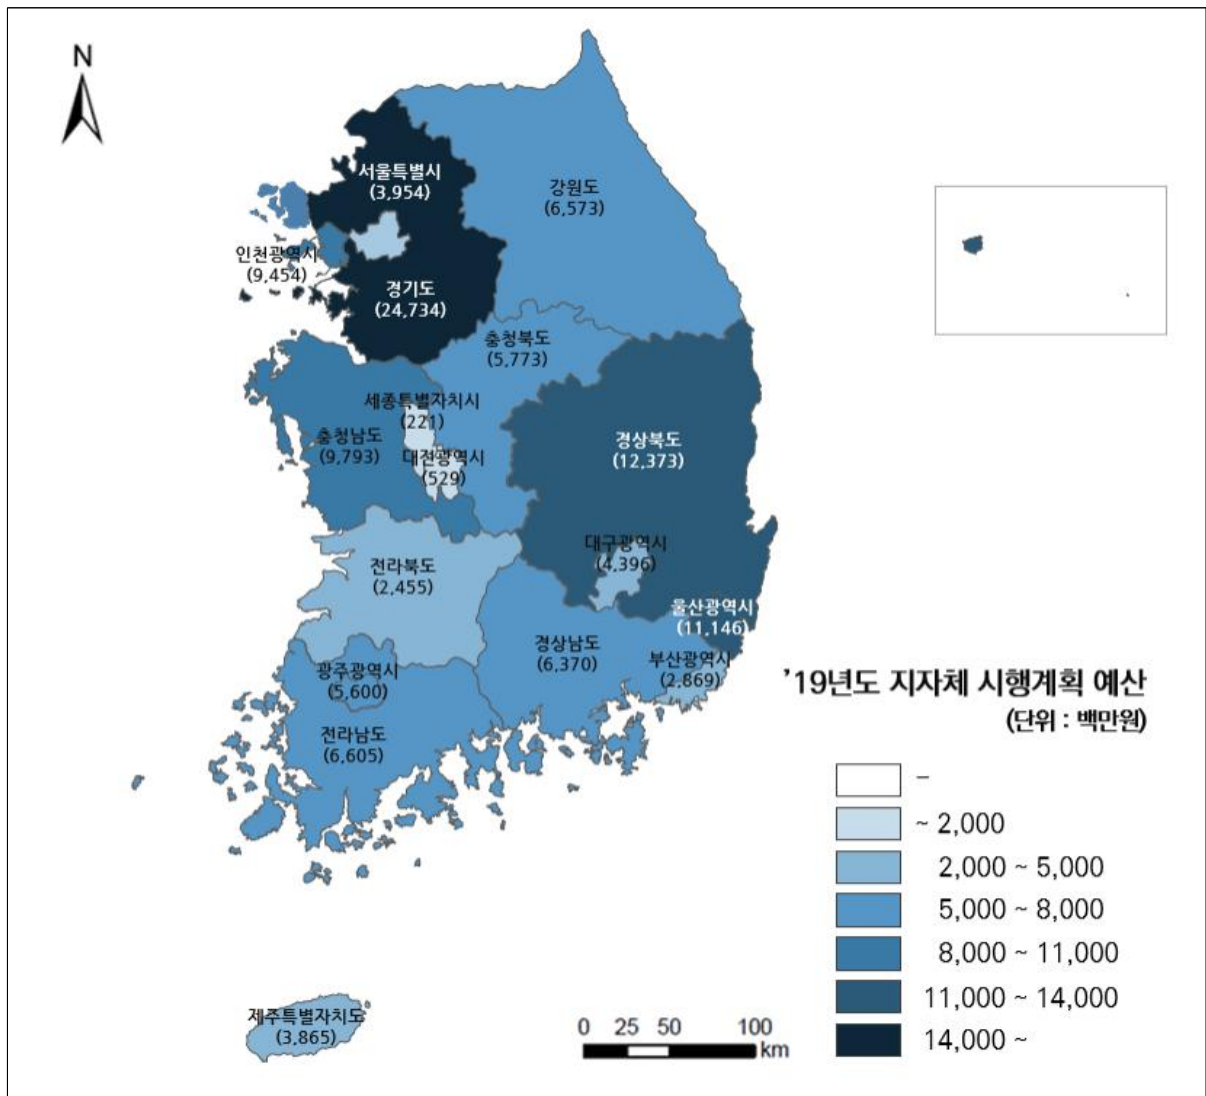 N
서울특별시
(3,954)
강원도
(6,573)
인천광역시
(9,454)
경기도
(24,734)
충청북도
(5,773)
세종특별자치시
(221)
충청남도
(9,793)
대전광역시
(529)
경상북도
(12,373)
대구광역시
(4,396)
전라북도
(2,455)
울산광역시
(11,146)
경상남도
(6,370)
부산광역시
(2,869)
광주광역시
(5,600)
전라남도
(6,605)
제주특별자치도
(3,865)
'19년도 지자체 시행계획 예산
(단위 : 백만원)
–
~ 2,000
2,000 ~ 5,000
5,000 ~ 8,000
8,000 ~ 11,000
11,000 ~ 14,000
14,000 ~
0 25 50 100
km